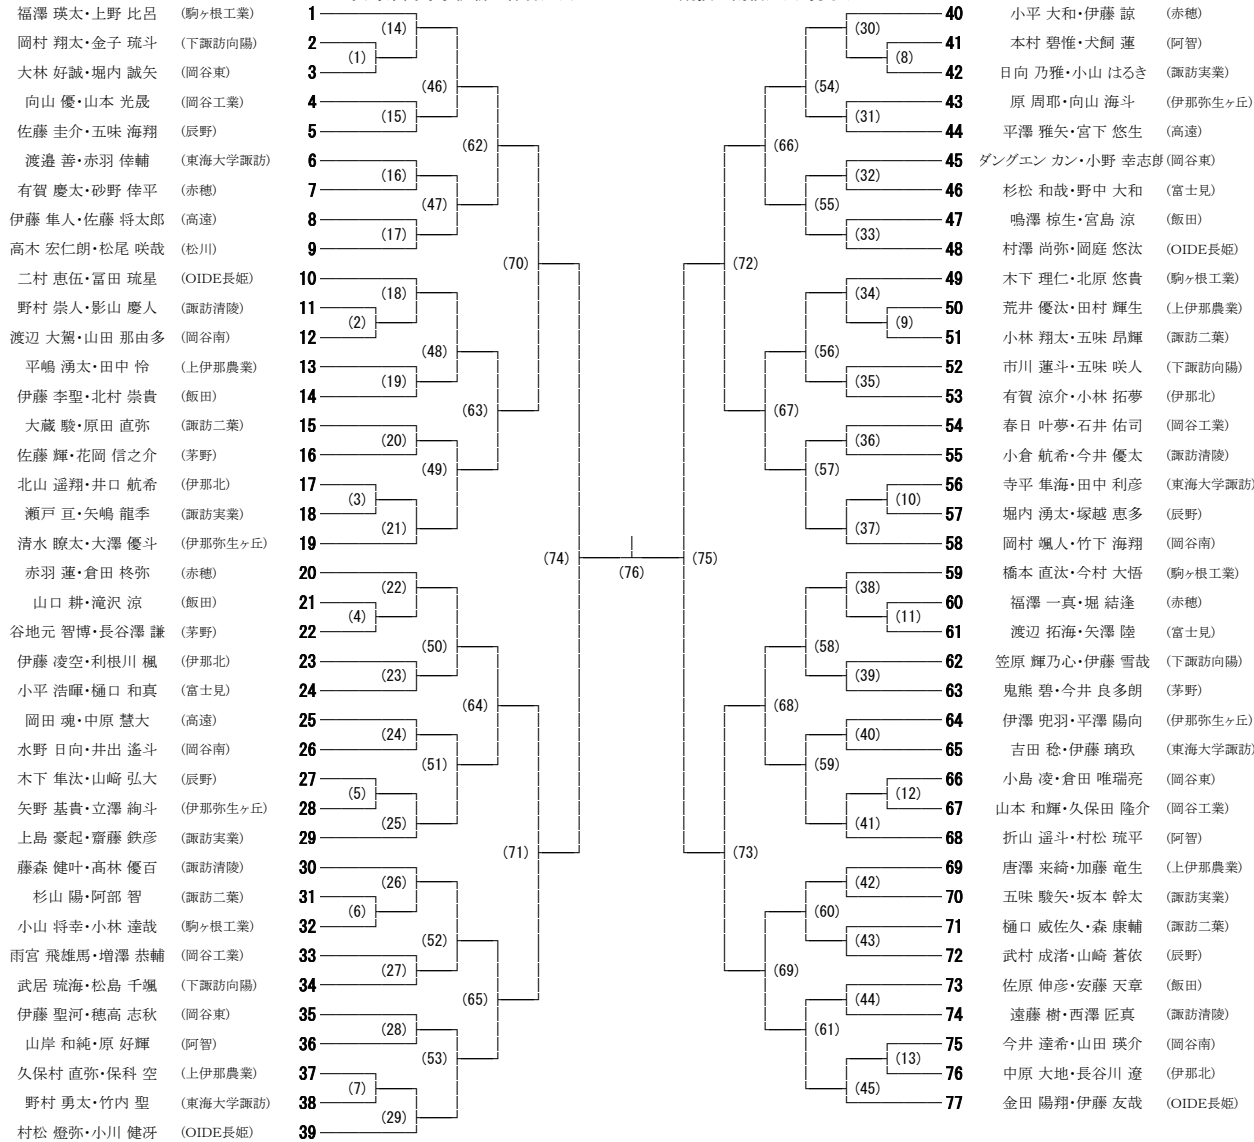 福澤 瑛太・上野 比呂 (駒ヶ根工業) 1
岡村 翔太・金子 琉斗 (下諏訪向陽) 2
大林 好誠・堀内 誠矢 (岡谷東) 3
向山 優・山本 光晟 (岡谷工業) 4
佐藤 圭介・五味 海翔 (辰野) 5
渡邉 善・赤羽 倖輔 (東海大学諏訪) 6
有賀 慶太・砂野 倖平 (赤穂) 7
伊藤 隼人・佐藤 将太郎 (高遠) 8
高木 宏仁朗・松尾 咲哉 (松川) 9
二村 恵伍・冨田 琉星 (OIDE長姫) 10
野村 崇人・影山 慶人 (諏訪清陵) 11
渡辺 大駕・山田 那由多 (岡谷南) 12
平嶋 湧太・田中 怜 (上伊那農業) 13
伊藤 李聖・北村 崇貴 (飯田) 14
大蔵 駿・原田 直弥 (諏訪二葉) 15
佐藤 輝・花岡 信之介 (茅野) 16
北山 遥翔・井口 航希 (伊那北) 17
瀬戸 亘・矢嶋 龍季 (諏訪実業) 18
清水 瞭太・大澤 優斗 (伊那弥生ヶ丘) 19
赤羽 蓮・倉田 柊弥 (赤穂) 20
山口 耕・滝沢 涼 (飯田) 21
谷地元 智博・長谷澤 謙 (茅野) 22
伊藤 凌空・利根川 楓 (伊那北) 23
小平 浩暉・樋口 和真 (富士見) 24
岡田 魂・中原 慧大 (高遠) 25
水野 日向・井出 遙斗 (岡谷南) 26
木下 隼汰・山﨑 弘大 (辰野) 27
矢野 基貴・立澤 絢斗 (伊那弥生ヶ丘) 28
上島 豪起・齋藤 鉄彦 (諏訪実業) 29
藤森 健叶・髙林 優百 (諏訪清陵) 30
杉山 陽・阿部 智 (諏訪二葉) 31
小山 将幸・小林 達哉 (駒ヶ根工業) 32
雨宮 飛雄馬・増澤 恭輔 (岡谷工業) 33
武居 琉海・松島 千颯 (下諏訪向陽) 34
伊藤 聖河・穂高 志秋 (岡谷東) 35
山岸 和純・原 好輝 (阿智) 36
久保村 直弥・保科 空 (上伊那農業) 37
野村 勇太・竹内 聖 (東海大学諏訪) 38
村松 燈弥・小川 健冴 (OIDE長姫) 39
(1)
(2)
(3)
(4)
(5)
(6)
(7)
(14)
(15)
(16)
(17)
(18)
(19)
(20)
(21)
(22)
(23)
(24)
(25)
(26)
(27)
(28)
(29)
(46)
(47)
(48)
(49)
(50)
(51)
(52)
(53)
(62)
(63)
(64)
(65)
(70)
(71)
(74)
(76)
(75)
(72)
(73)
(66)
(67)
(68)
(69)
(54)
(55)
(56)
(57)
(58)
(59)
(60)
(61)
(30)
(31)
(32)
(33)
(34)
(35)
(36)
(37)
(38)
(39)
(40)
(41)
(42)
(43)
(44)
(45)
(8)
(9)
(10)
(11)
(12)
(13)
40 小平 大和・伊藤 諒 (赤穂)
41 本村 碧惟・犬飼 蓮 (阿智)
42 日向 乃雅・小山 はるき (諏訪実業)
43 原 周耶・向山 海斗 (伊那弥生ヶ丘)
44 平澤 雅矢・宮下 悠生 (高遠)
45 ダングエン カン・小野 幸志 (岡谷東)
46 杉松 和哉・野中 大和 (富士見)
47 鳴澤 椋生・宮島 涼 (飯田)
48 村澤 尚弥・岡庭 悠汰 (OIDE長姫)
49 木下 理仁・北原 悠貴 (駒ヶ根工業)
50 荒井 優汰・田村 輝生 (上伊那農業)
51 小林 翔太・五味 昂輝 (諏訪二葉)
52 市川 蓮斗・五味 咲人 (下諏訪向陽)
53 有賀 涼介・小林 拓夢 (伊那北)
54 春日 叶夢・石井 佑司 (岡谷工業)
55 小倉 航希・今井 優太 (諏訪清陵)
56 寺平 隼海・田中 利彦 (東海大学諏訪)
57 堀内 湧太・塚越 恵多 (辰野)
58 岡村 颯人・竹下 海翔 (岡谷南)
59 橋本 直汰・今村 大悟 (駒ヶ根工業)
60 福澤 一真・堀 結逢 (赤穂)
61 渡辺 拓海・矢澤 陸 (富士見)
62 笠原 輝乃心・伊藤 雪哉 (下諏訪向陽)
63 鬼熊 碧・今井 良多朗 (茅野)
64 伊澤 兜羽・平澤 陽向 (伊那弥生ヶ丘)
65 吉田 稔・伊藤 璃玖 (東海大学諏訪)
66 小島 凌・倉田 唯瑞亮 (岡谷東)
67 山本 和輝・久保田 隆介 (岡谷工業)
68 折山 遥斗・村松 琉平 (阿智)
69 唐澤 来綺・加藤 竜生 (上伊那農業)
70 五味 駿矢・坂本 幹太 (諏訪実業)
71 樋口 威佐久・森 康輔 (諏訪二葉)
72 武村 成渚・山崎 蒼依 (辰野)
73 佐原 伸彦・安藤 天章 (飯田)
74 遠藤 樹・西澤 匠真 (諏訪清陵)
75 今井 達希・山田 瑛介 (岡谷南)
76 中原 大地・長谷川 遼 (伊那北)
77 金田 陽翔・伊藤 友哉 (OIDE長姫)